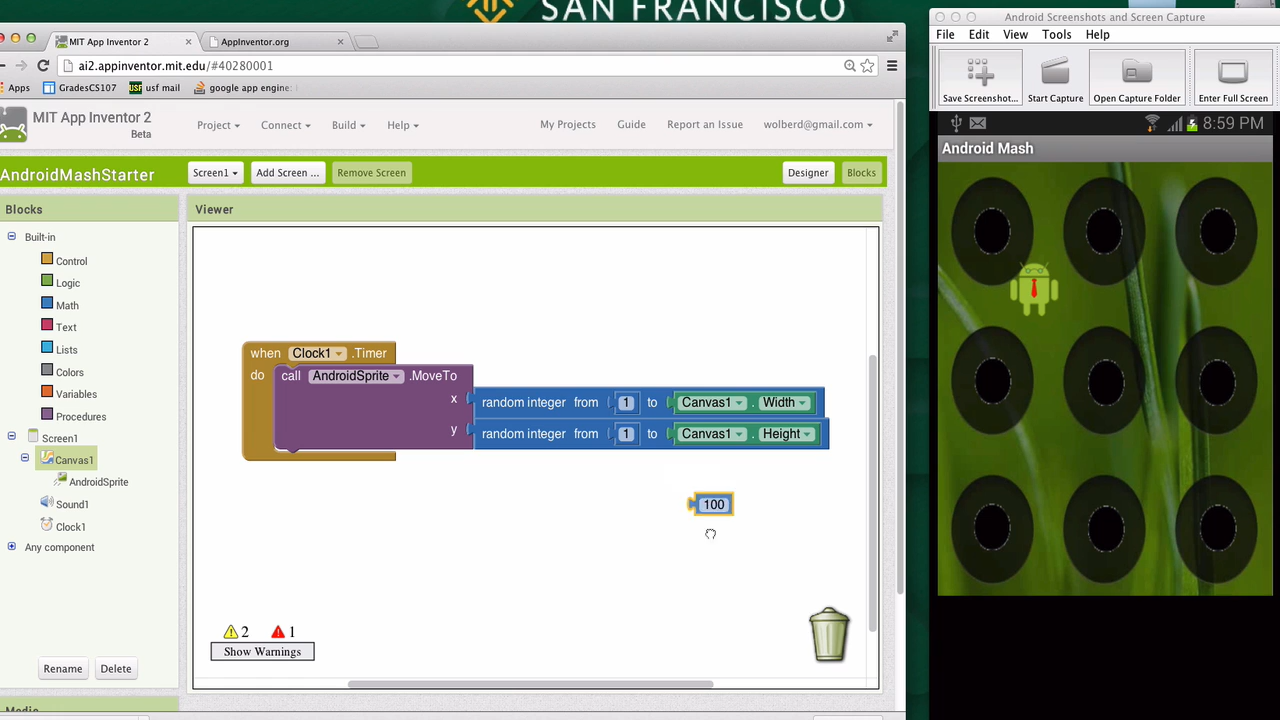 SAN FRANCISCO
MIT App Inventor 2
AppInventor.org
ai2.appinventor.mit.edu/#40280001
Apps
GradesCS107
usf mail
google app engine:
MIT App Inventor 2
Beta
Project
Connect
Build
Help
My Projects
Guide
Report an Issue
wolberd@gmail.com
AndroidMashStarter
Screen1
Add Screen ...
Remove Screen
Designer
Blocks
Blocks
Built-in
Control
Logic
Math
Text
Lists
Colors
Variables
Procedures
Screen1
Canvas1
AndroidSprite
Sound1
Clock1
Any component
Rename
Delete
Viewer
when Clock1 .Timer
do call AndroidSprite .MoveTo
x random integer from 1 to Canvas1 . Width
y random integer from 1 to Canvas1 . Height
100
2 1
Show Warnings
Android Screenshots and Screen Capture
File Edit View Tools Help
Save Screenshot...
Start Capture
Open Capture Folder
Enter Full Screen
8:59 PM
Android Mash